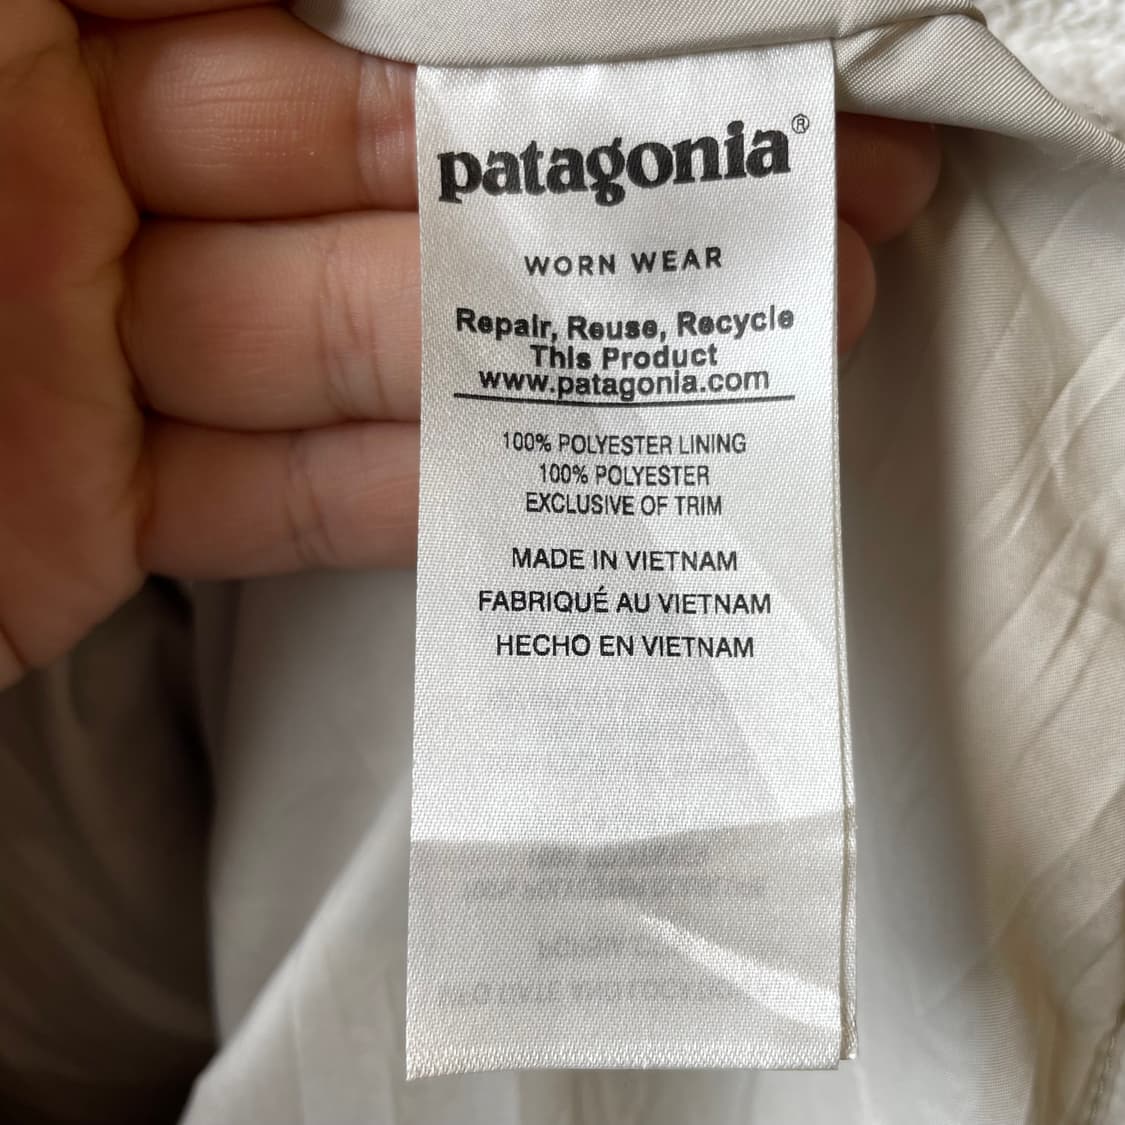 patagonia®
WORN WEAR
Repair, Reuse, Recycle
This Product
www.patagonia.com
100% POLYESTER LINING
100% POLYESTER
EXCLUSIVE OF TRIM
MADE IN VIETNAM
FABRIQUÉ AU VIETNAM
HECHO EN VIETNAM